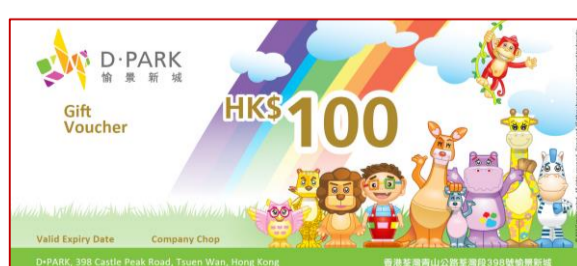 D·PARK
愉景新城
Gift
Voucher
HK$100
Valid Expiry Date
Company Chop
D•PARK, 398 Castle Peak Road, Tsuen Wan, Hong Kong
香港荃灣青山公路荃灣段398號愉景新城